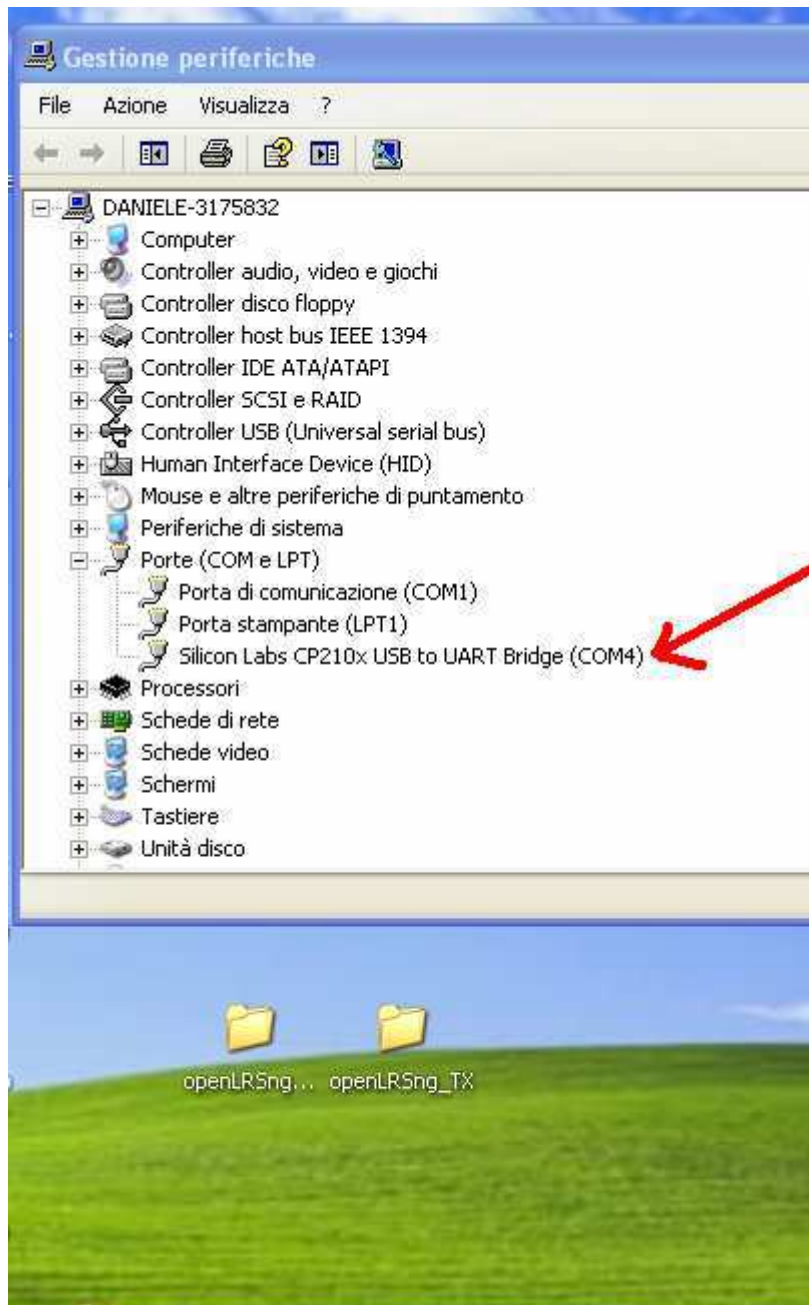 Gestione periferiche
File Azione Visualizza ?
DANIELE-3175832
Computer
Controller audio, video e giochi
Controller disco floppy
Controller host bus IEEE 1394
Controller IDE ATA/ATAPI
Controller SCSI e RAID
Controller USB (Universal serial bus)
Human Interface Device (HID)
Mouse e altre periferiche di puntamento
Periferiche di sistema
Porte (COM e LPT)
Porta di comunicazione (COM1)
Porta stampante (LPT1)
Silicon Labs CP210x USB to UART Bridge (COM4)
Processori
Schede di rete
Schede video
Schermi
Tastiere
Unità disco
openLRSng... openLRSng_TX